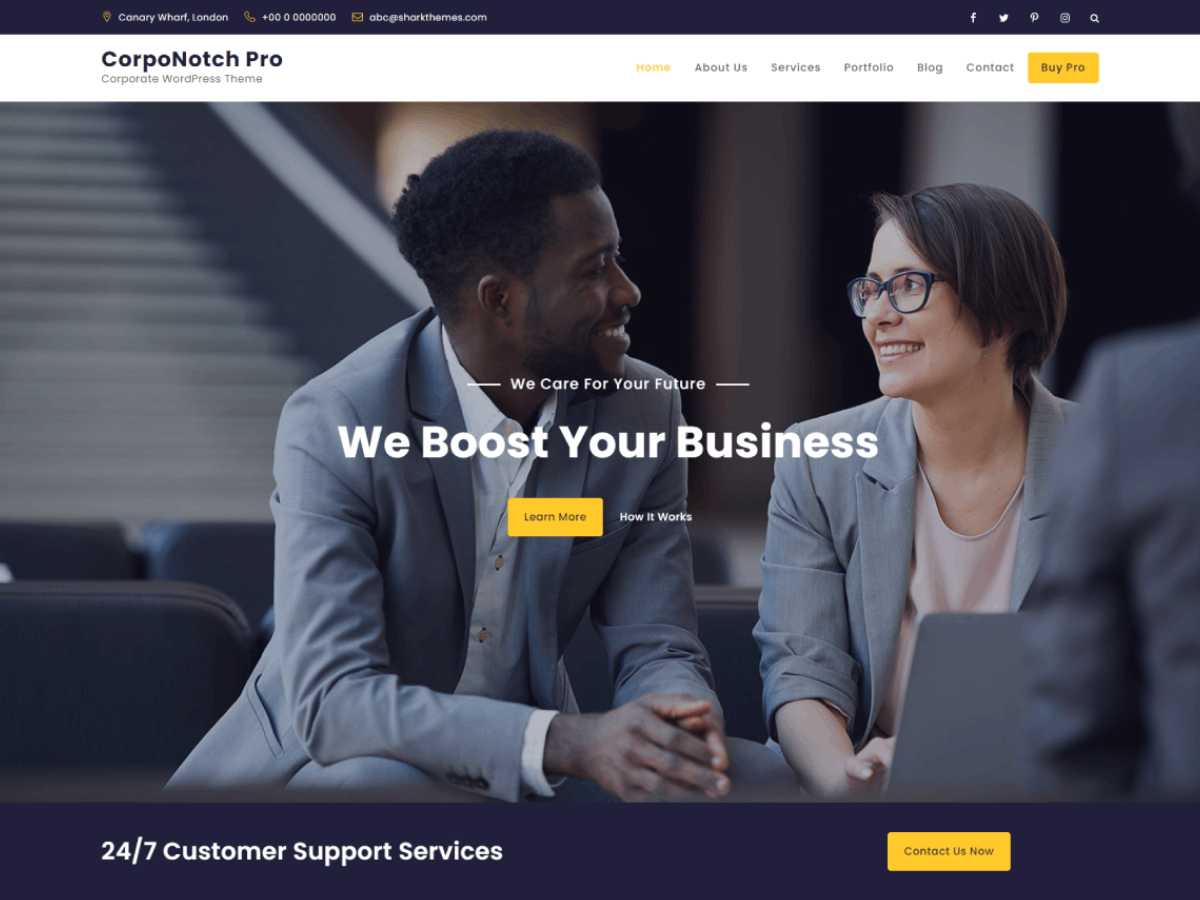 Canary Wharf, London +00 0 0000000 abc@sharkthemes.com
CorpoNotch Pro
Corporate WordPress Theme
Home About Us Services Portfolio Blog Contact Buy Pro
We Care For Your Future
We Boost Your Business
Learn More How It Works
24/7 Customer Support Services
Contact Us Now